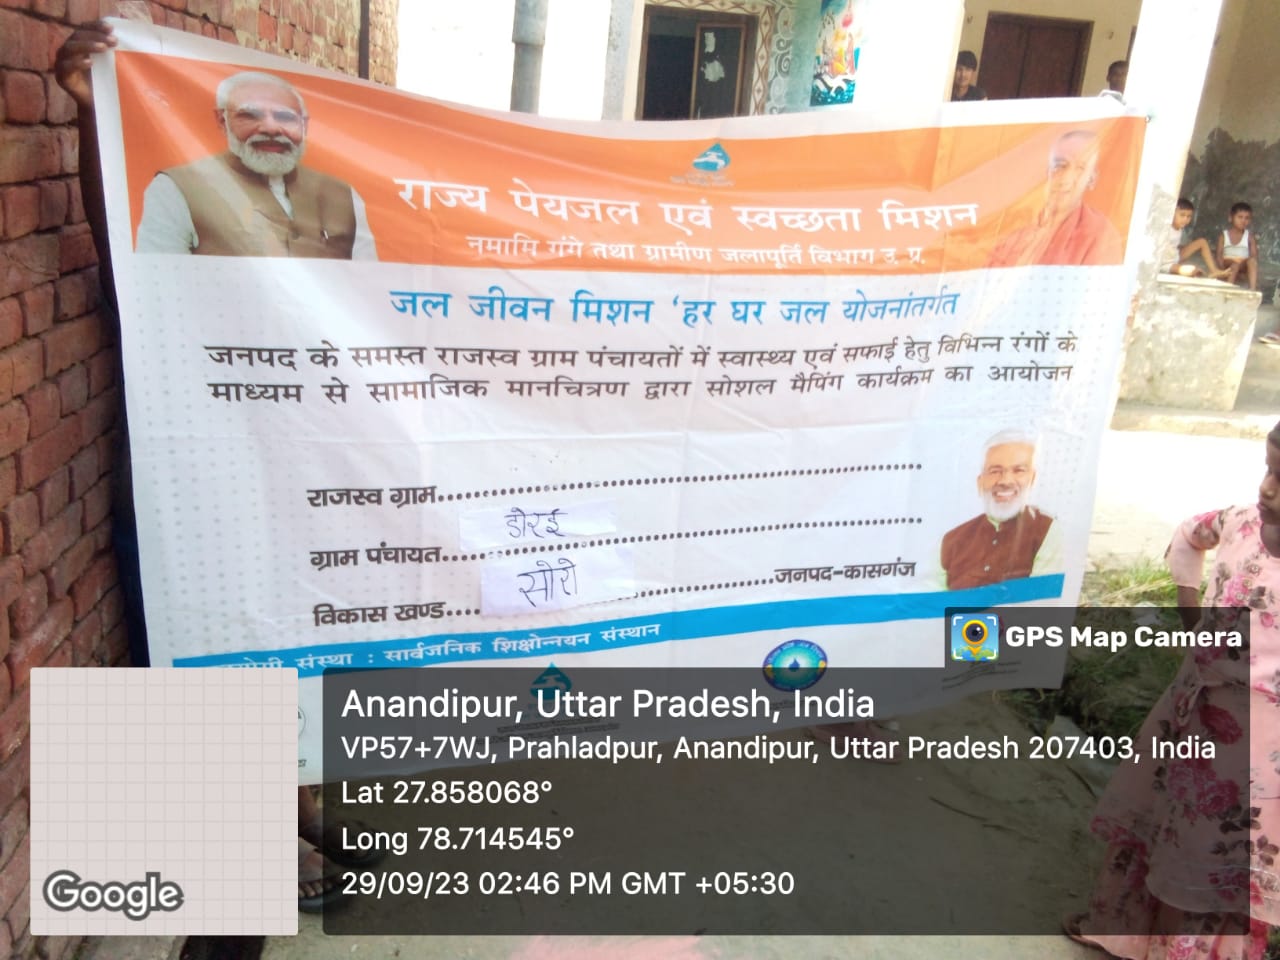 राज्य पेयजल एवं स्वच्छता मिशन
नमामि गंगे तथा ग्रामीण जलापूर्ति विभाग उ. प्र.
जल जीवन मिशन ‘हर घर जल योजनांतर्गत
जनपद के समस्त राजस्व ग्राम पंचायतों में स्वास्थ्य एवं सफाई हेतु विभिन्न रंगों के
माध्यम से सामाजिक मानचित्रण द्वारा सोशल मैपिंग कार्यक्रम का आयोजन
राजस्व ग्राम
ग्राम पंचायत डोरई
विकास खण्ड सोरों जनपद-कासगंज
संस्था : सार्वजनिक शिक्षोन्नयन संस्थान
GPS Map Camera
Anandipur, Uttar Pradesh, India
VP57+7WJ, Prahladpur, Anandipur, Uttar Pradesh 207403, India
Lat 27.858068°
Long 78.714545°
29/09/23 02:46 PM GMT +05:30
Google